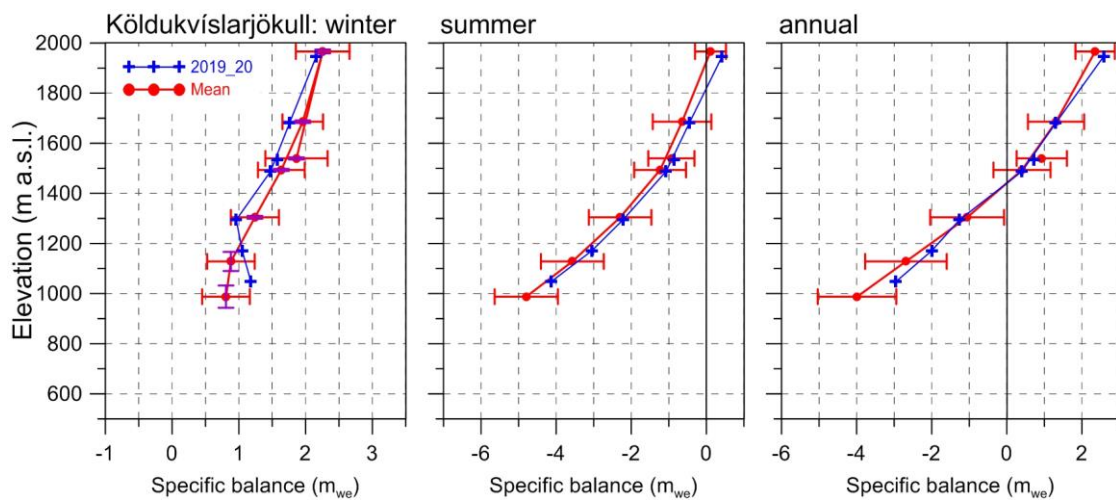 Köldukvíslarjökull: winter
summer
annual
Elevation (m a.s.l.)
2000
1800
1600
1400
1200
1000
800
600
2019_20
Mean
-1 0 1 2 3
-6 -4 -2 0
-6 -4 -2 0 2
Specific balance (mwe)
Specific balance (mwe)
Specific balance (mwe)